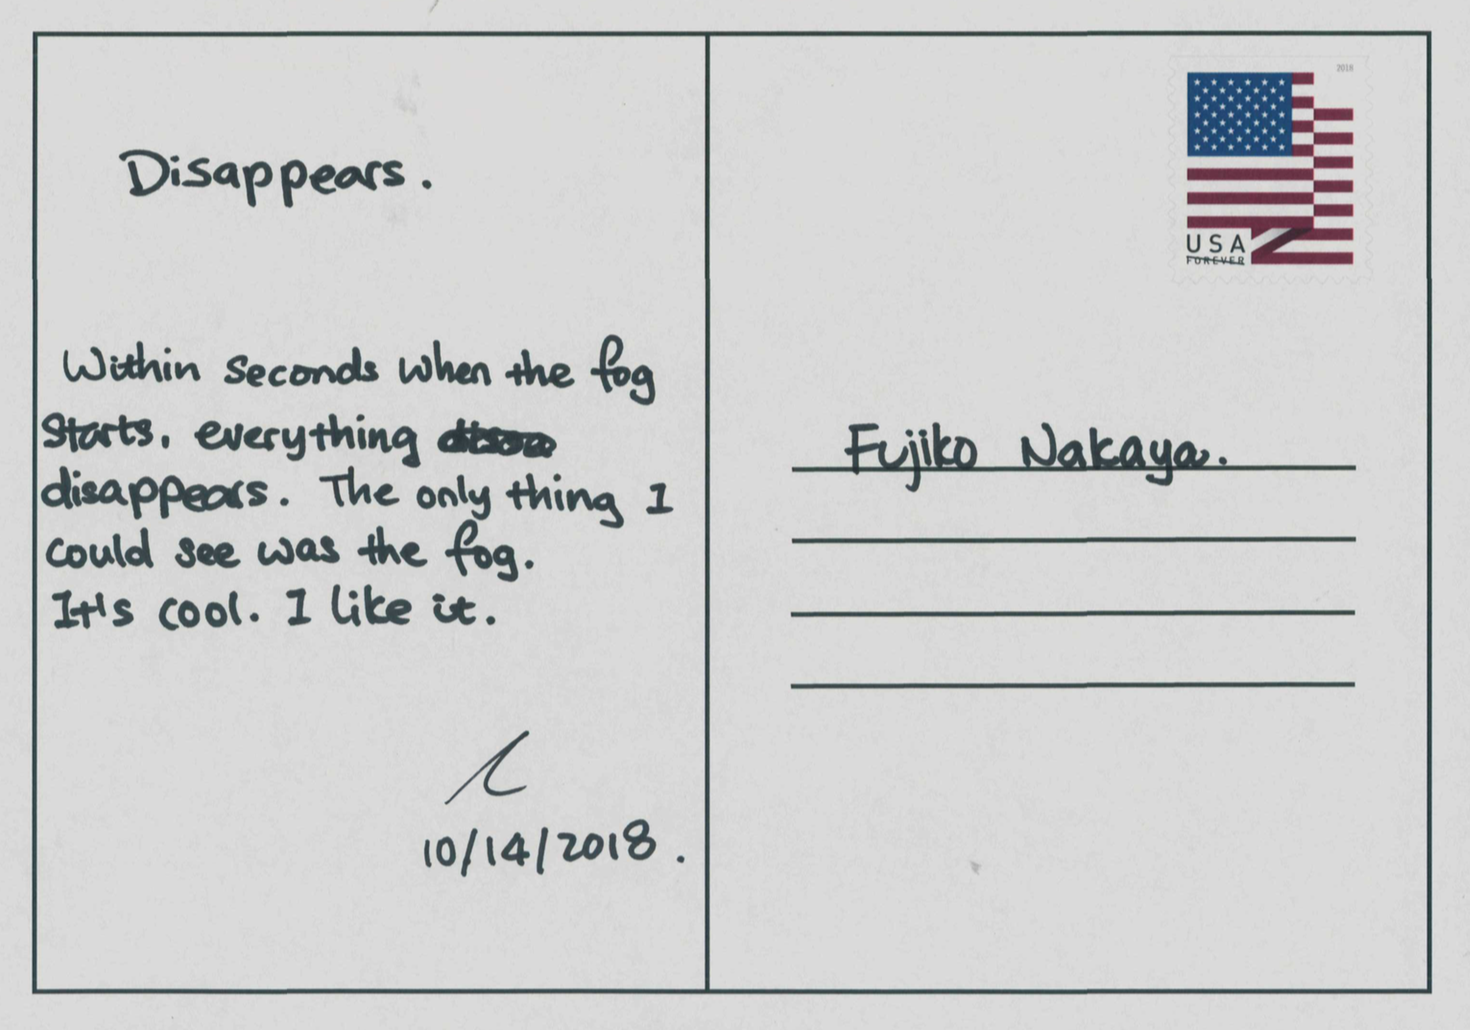 Disappears.
Within seconds when the fog
starts, everything
disappears. The only thing I
could see was the fog.
It's cool. I like it.
10/14/2018.
2018
USA
FOREVER
Fujiko Nakaya.